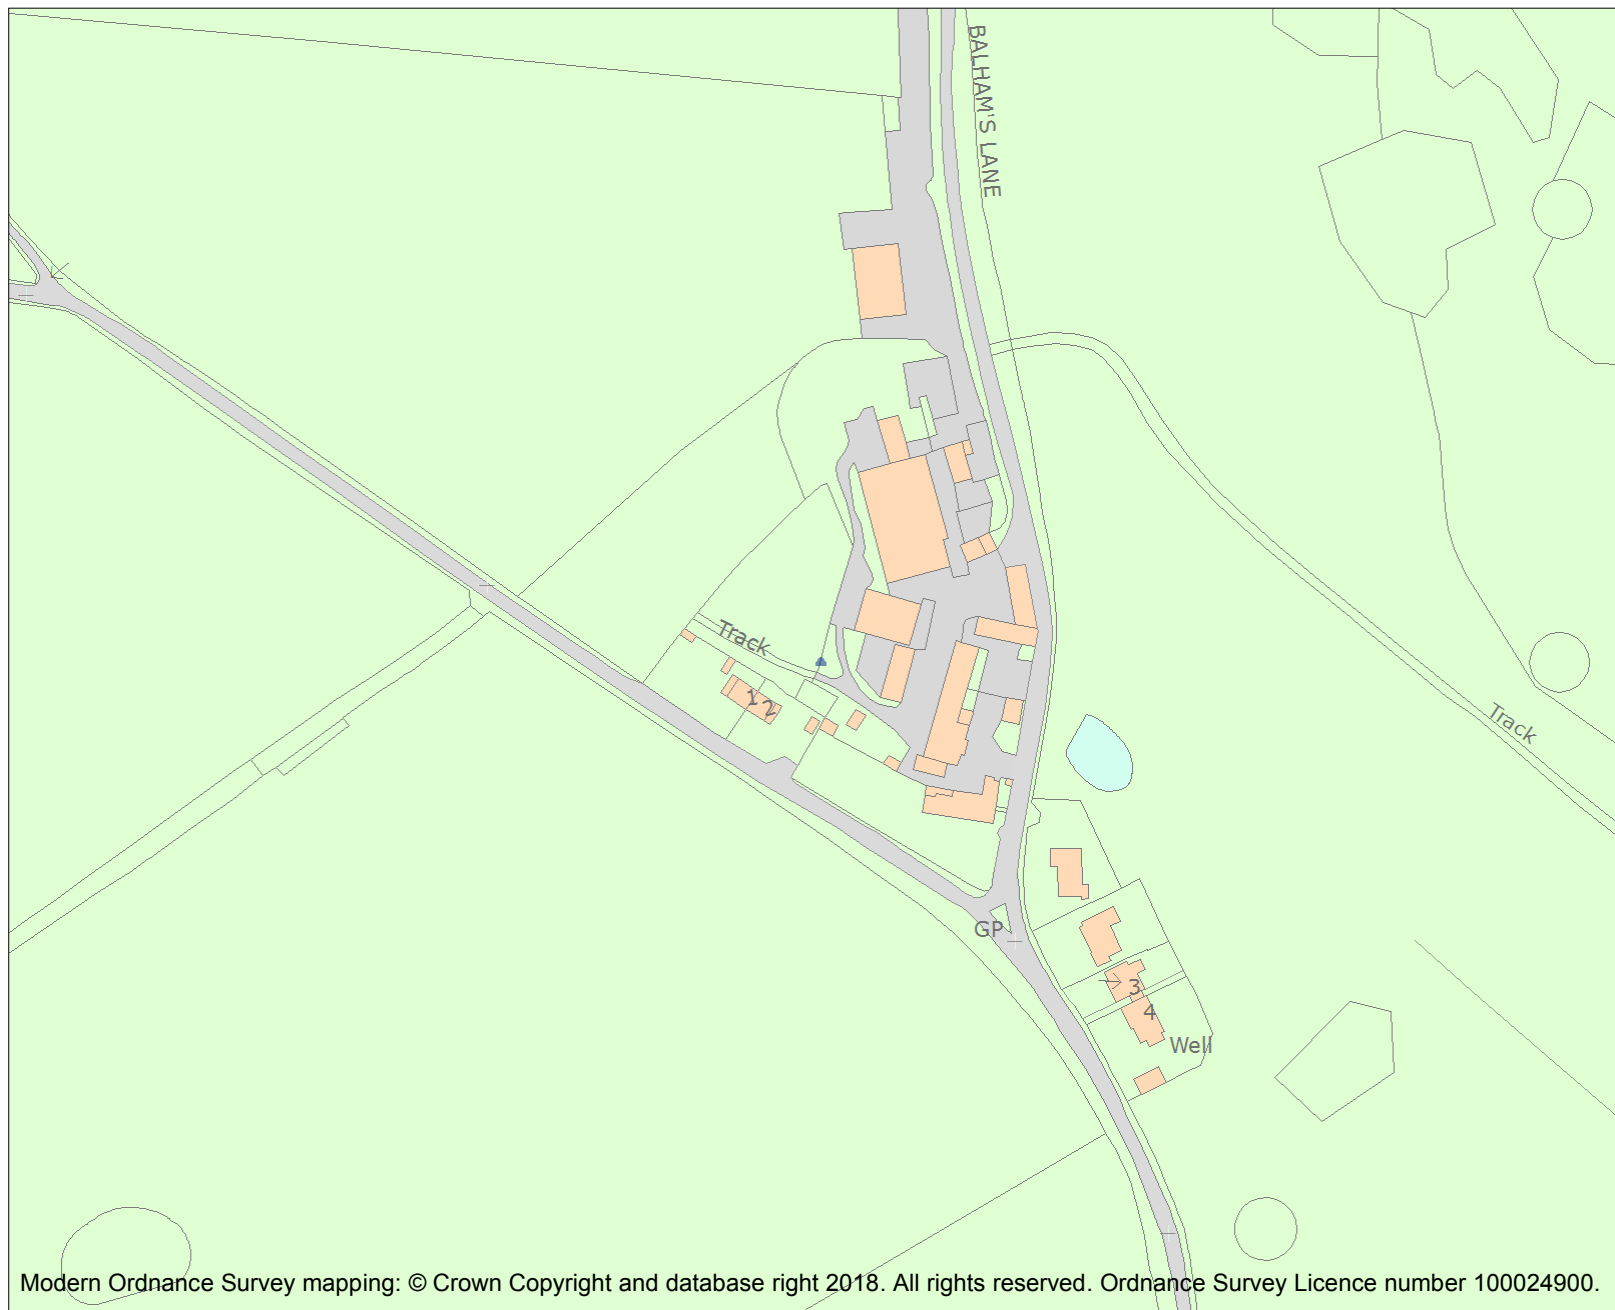 BALHAM'S LANE
Track
1
2
Track
GP
3
4
Well
Modern Ordnance Survey mapping: © Crown Copyright and database right 2018. All rights reserved. Ordnance Survey Licence number 100024900.